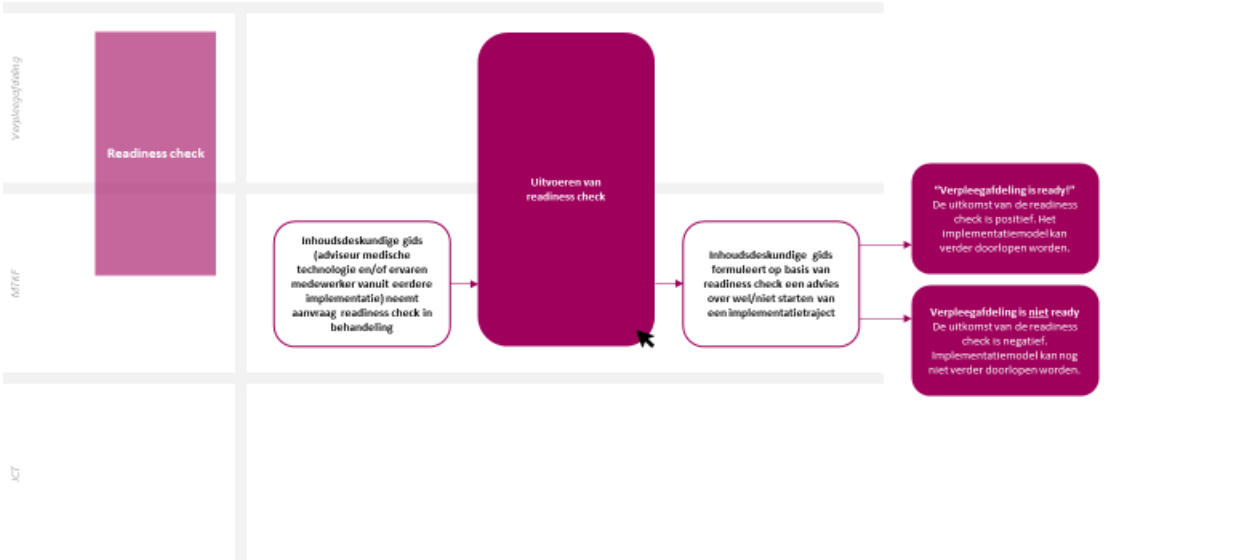 Verpleegafdeling
Readiness check
MTKF
ICT
Inhoudsdeskundige gids
(adviseur medische
technologie en/of ervaren
medewerker vanuit eerdere
implementatie) neemt
aanvraag readiness check in
behandeling
Uitvoeren van
readiness check
Inhoudsdeskundige gids
formuleert op basis van
readiness check een advies
over wel/niet starten van
een implementatietraject
"Verpleegafdeling is ready!"
De uitkomst van de readiness
check is positief. Het
implementatiemodel kan
verder doorlopen worden.
Verpleegafdeling is niet ready
De uitkomst van de readiness
check is negatief.
Implementatiemodel kan nog
niet verder doorlopen worden.